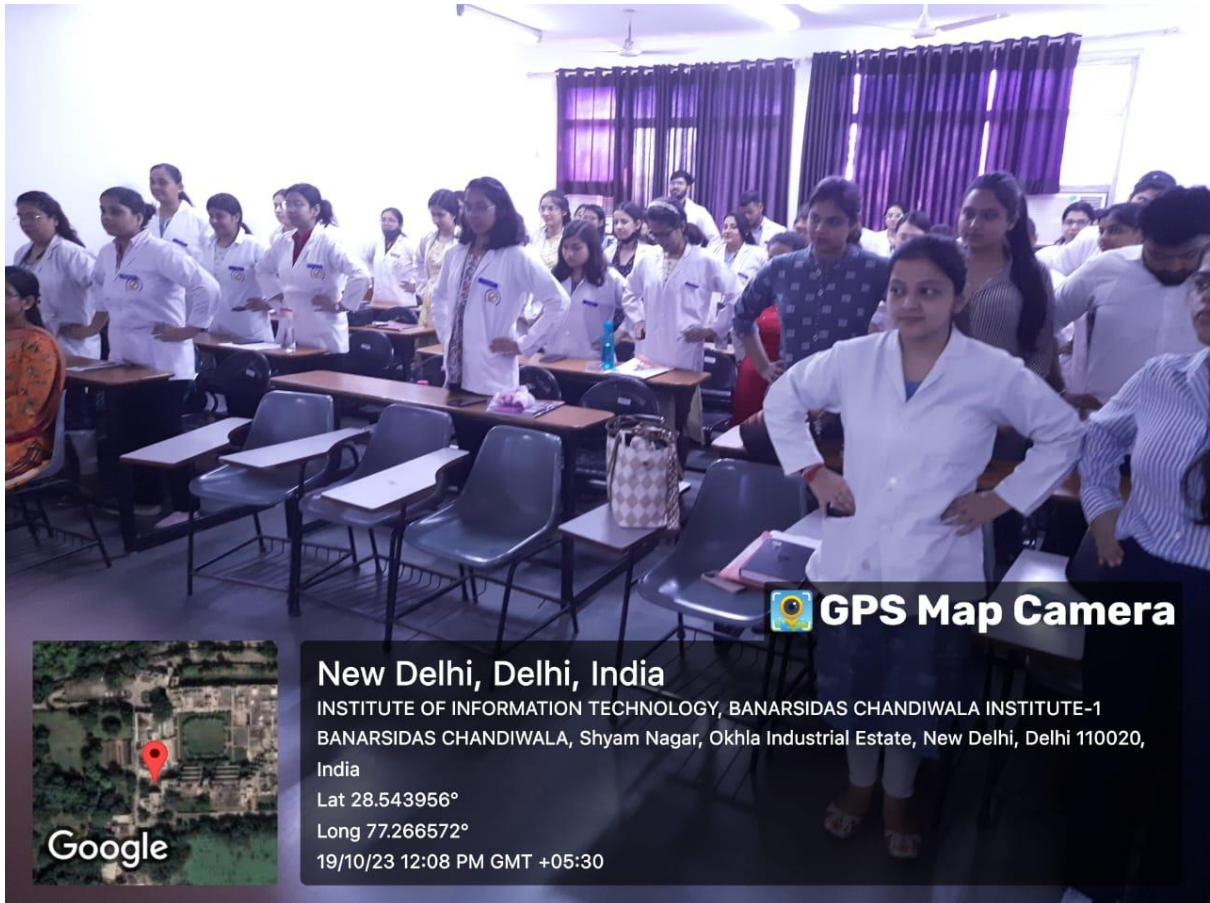 GPS Map Camera
New Delhi, Delhi, India
INSTITUTE OF INFORMATION TECHNOLOGY, BANARSIDAS CHANDIWALA INSTITUTE-1
BANARSIDAS CHANDIWALA, Shyam Nagar, Okhla Industrial Estate, New Delhi, Delhi 110020,
India
Lat 28.543956°
Long 77.266572°
19/10/23 12:08 PM GMT +05:30
Google